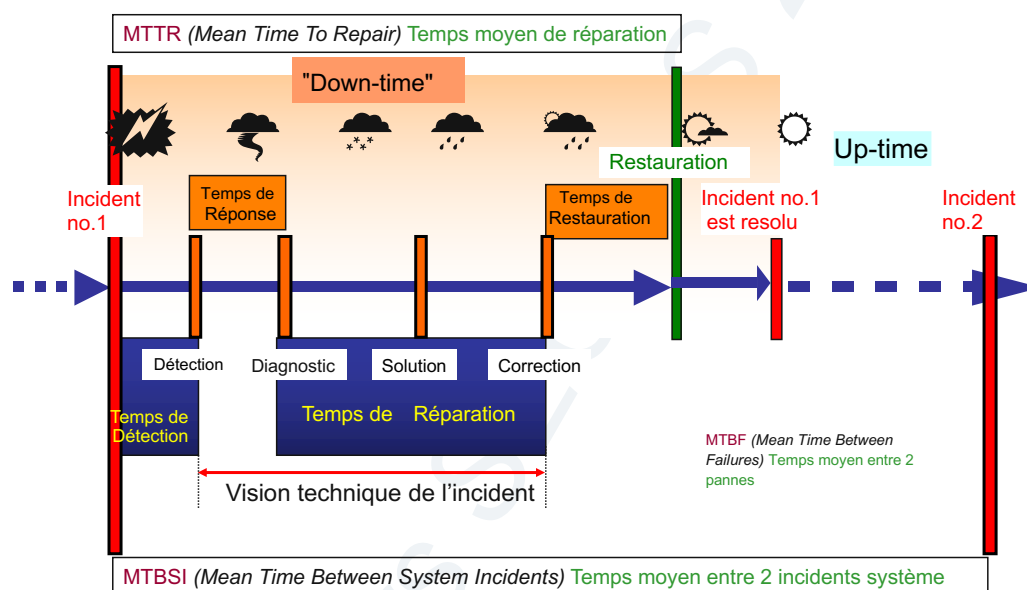 MTTR (Mean Time To Repair) Temps moyen de réparation
"Down-time"
Restauration
Up-time
Incident
no.1
Temps de
Réponse
Temps de
Restauration
Incident no.1
est resolu
Incident
no.2
Détection
Diagnostic
Solution
Correction
Temps de
Détection
Temps de Réparation
MTBF (Mean Time Between
Failures) Temps moyen entre 2
pannes
Vision technique de l'incident
MTBSI (Mean Time Between System Incidents) Temps moyen entre 2 incidents système